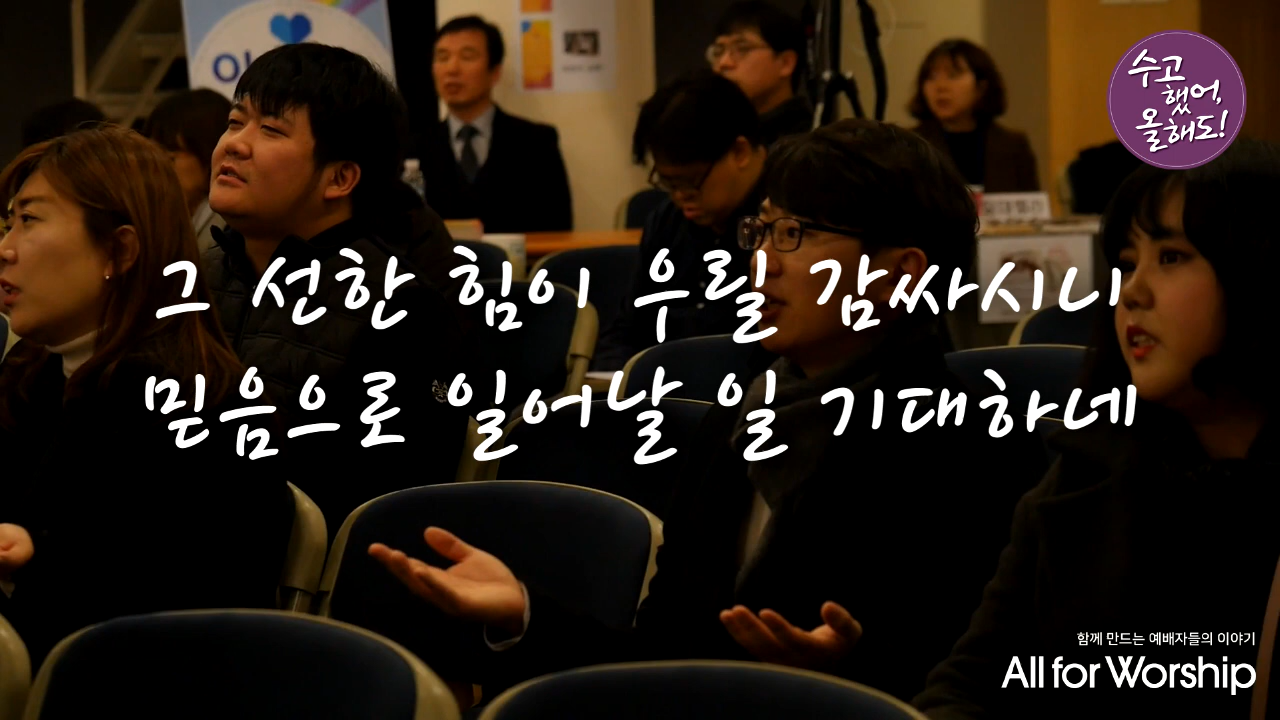 수고
했어,
올해도!
그 선한 힘이 우릴 감싸시니
믿음으로 일어날 일 기대하네
함께 만드는 예배자들의 이야기
All for Worship